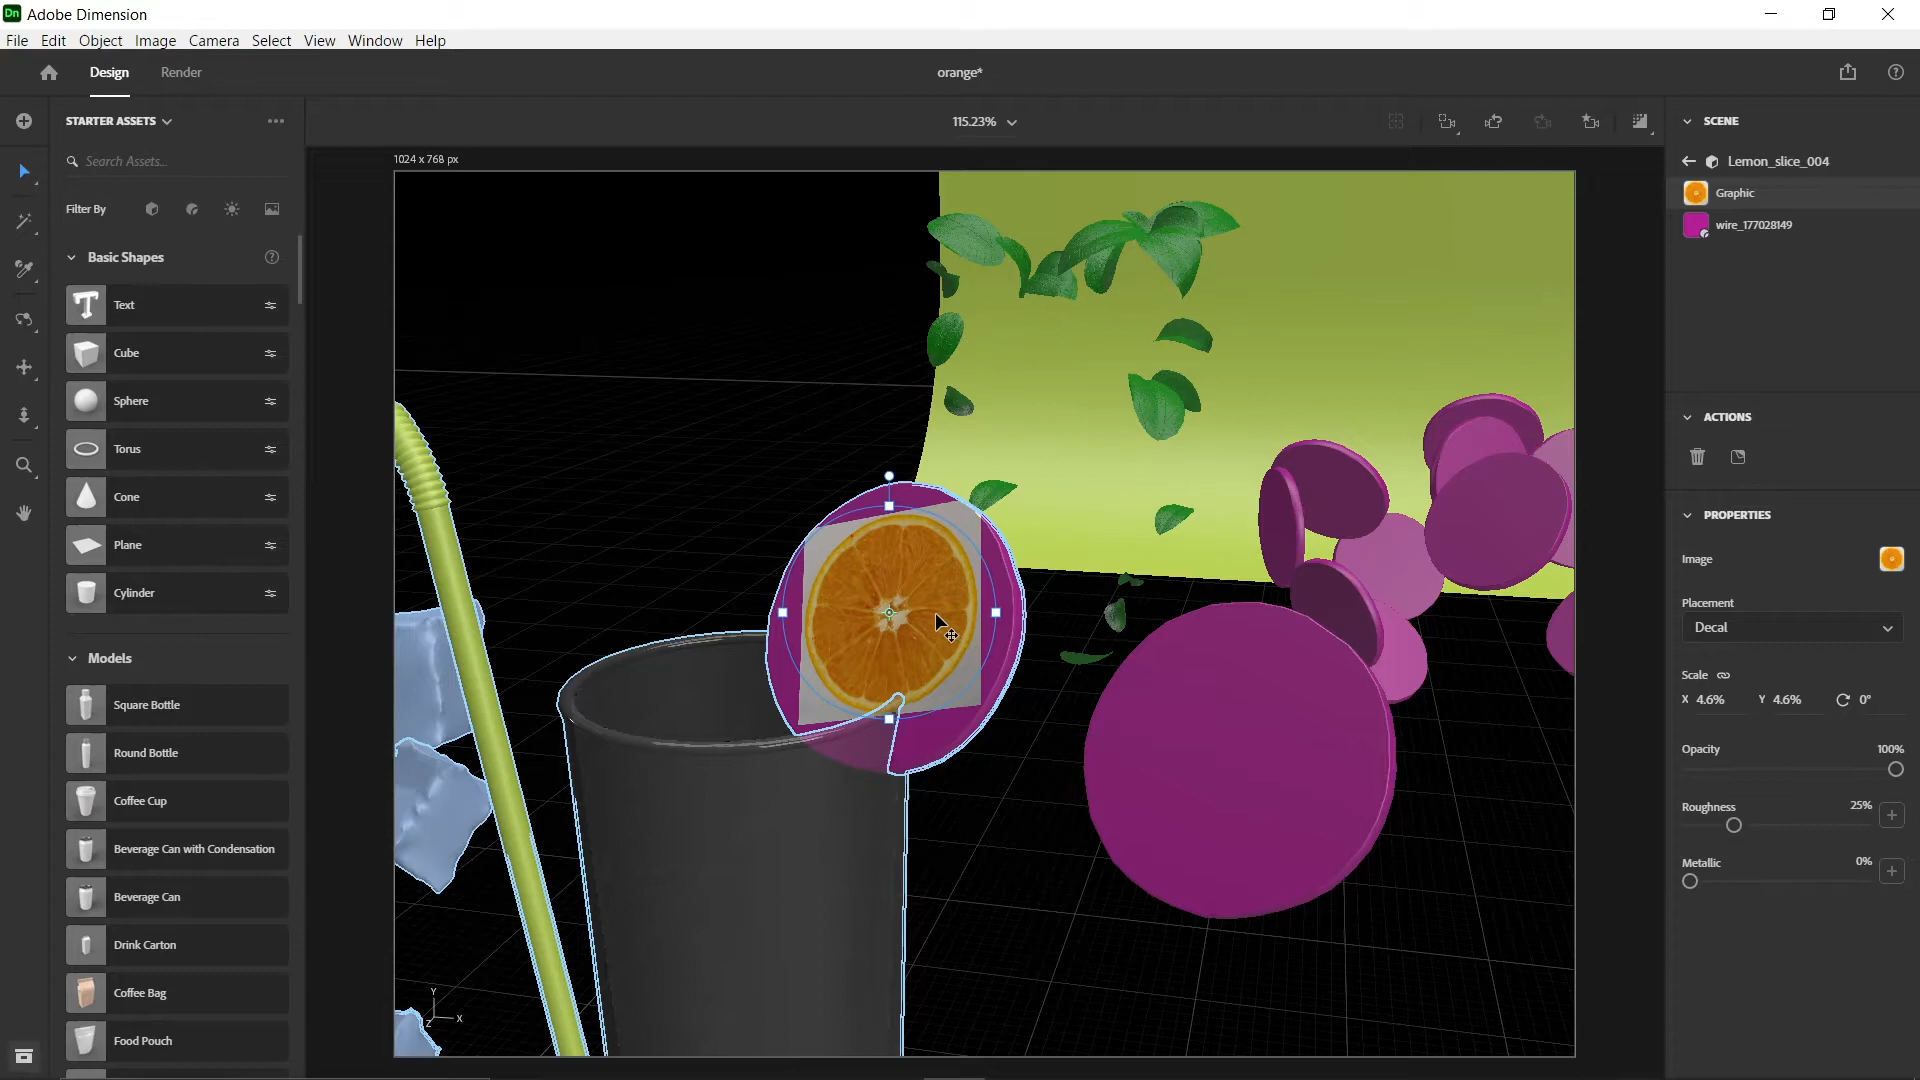 Dn Adobe Dimension
File Edit Object Image Camera Select View Window Help
Design Render orange*
STARTER ASSETS
115.23%
SCENE
1024 x 768 px
Search Assets...
Lemon_slice_004
Graphic
Filter By
wire_177028149
Basic Shapes
Text
Cube
Sphere
Torus
Cone
Plane
Cylinder
Models
Square Bottle
Round Bottle
Coffee Cup
Beverage Can with Condensation
Beverage Can
Drink Carton
Coffee Bag
Food Pouch
Y
Z X
ACTIONS
PROPERTIES
Image
Placement
Decal
Scale
X 4.6% Y 4.6% 0°
Opacity 100%
Roughness 25%
Metallic 0%